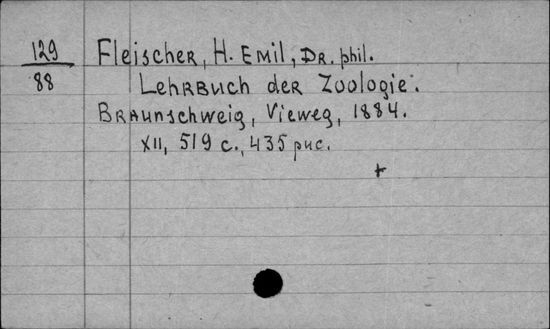 129
88
Fleischer, H. Emil, Dr. phil.
Lehrbuch der Zoologie.
Braunschweig, Vieweg, 1884.
XII, 519 с., 435 рис.
+